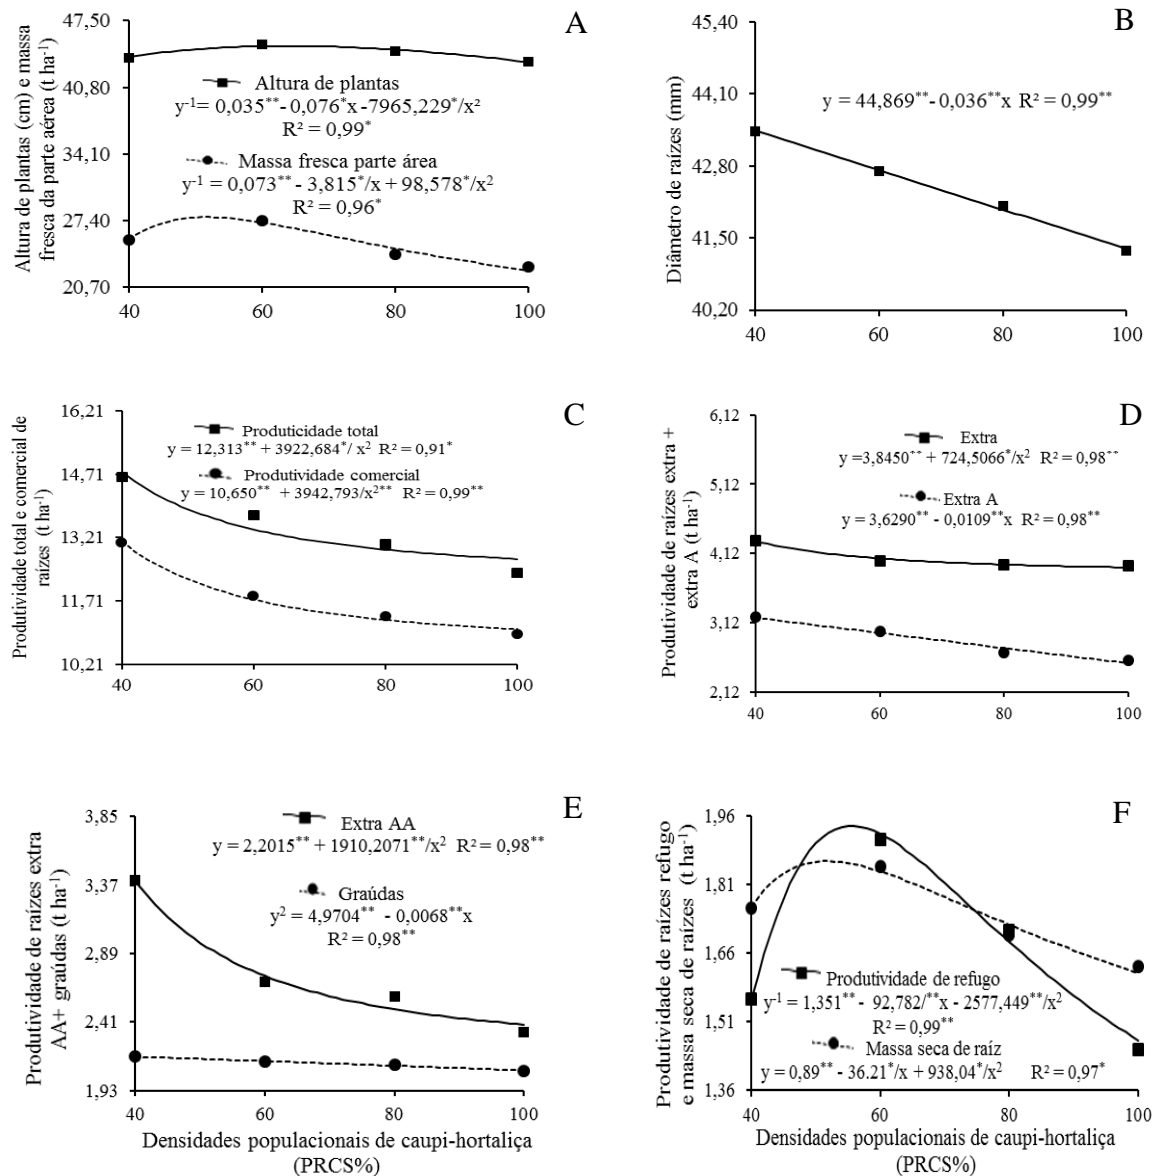 A
Altura de plantas (cm) e massa
fresca da parte aérea (t ha⁻¹)
47,50
40,80
34,10
27,40
20,70
Altura de plantas
y⁻¹= 0,035**- 0,076*x -7965,229*/x²
R² = 0,99*
Massa fresca parte área
y⁻¹ = 0,073** - 3,815*/x + 98,578*/x²
R² = 0,96*
40 60 80 100
B
Diâmetro de raízes (mm)
45,40
44,10
42,80
41,50
40,20
y = 44,869**- 0,036**x R² = 0,99**
40 60 80 100
C
Produtividade total e comercial de
raízes (t ha⁻¹)
16,21
14,71
13,21
11,71
10,21
Produticidade total
y = 12,313** + 3922,684*/ x² R² = 0,91*
Produtividade comercial
y = 10,650** + 3942,793/x²** R² = 0,99**
40 60 80 100
D
Produtividade de raízes extra +
extra A (t ha⁻¹)
6,12
5,12
4,12
3,12
2,12
Extra
y =3,8450** + 724,5066*/x² R² = 0,98**
Extra A
y = 3,6290** - 0,0109**x R² = 0,98**
40 60 80 100
E
Produtividade de raízes extra
AA+ graúdas (t ha⁻¹)
3,85
3,37
2,89
2,41
1,93
Extra AA
y = 2,2015** + 1910,2071**/x² R² = 0,98**
Graúdas
y² = 4,9704** - 0,0068**x
R² = 0,98**
40 60 80 100
Densidades populacionais de caupi-hortaliça
(PRCS%)
F
Produtividade de raízes refugo
e massa seca de raízes (t ha⁻¹)
1,96
1,81
1,66
1,51
1,36
Produtividade de refugo
y⁻¹ = 1,351** - 92,782/**x - 2577,449**/x²
R² = 0,99**
Massa seca de raíz
y = 0,89** - 36.21*/x + 938,04*/x² R² = 0,97*
40 60 80 100
Densidades populacionais de caupi-hortaliça
(PRCS%)